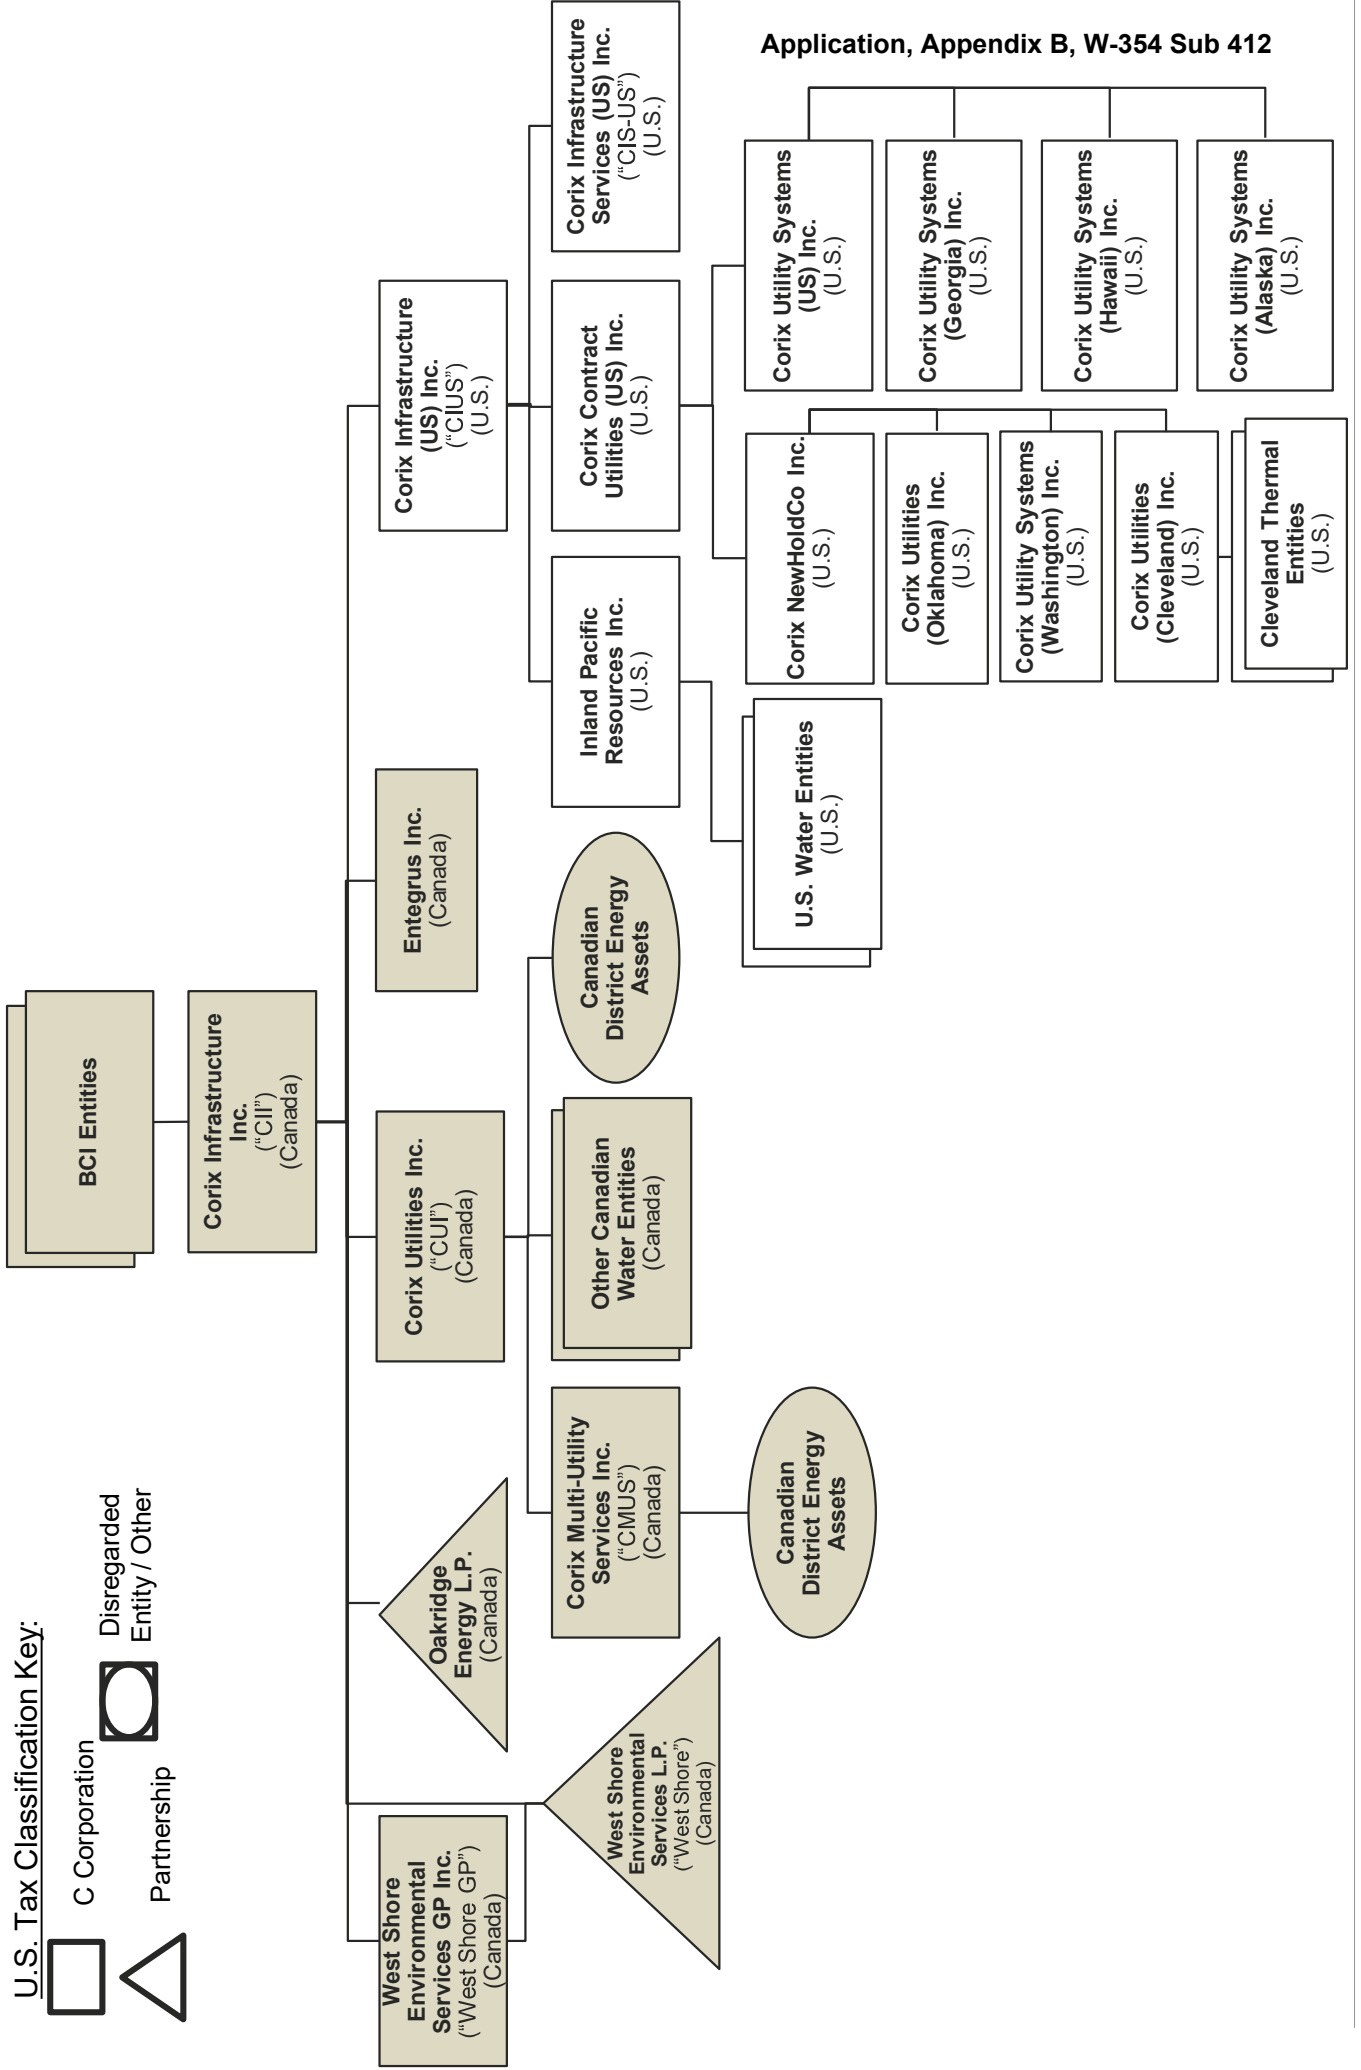 Application, Appendix B, W-354 Sub 412
U.S. Tax Classification Key:
C Corporation
Disregarded
Entity / Other
Partnership
BCI Entities
Corix Infrastructure
Inc.
(“CII”)
(Canada)
West Shore
Environmental
Services GP Inc.
(“West Shore GP”)
(Canada)
Oakridge
Energy L.P.
(Canada)
Corix Utilities Inc.
(“CUI”)
(Canada)
Entegrus Inc.
(Canada)
Corix Infrastructure
(US) Inc.
(“CIUS”)
(U.S.)
West Shore
Environmental
Services L.P.
(“West Shore”)
(Canada)
Corix Multi-Utility
Services Inc.
(“CMUS”)
(Canada)
Other Canadian
Water Entities
(Canada)
Canadian
District Energy
Assets
Inland Pacific
Resources Inc.
(U.S.)
Corix Contract
Utilities (US) Inc.
(U.S.)
Corix Infrastructure
Services (US) Inc.
(“CIS-US”)
(U.S.)
Canadian
District Energy
Assets
U.S. Water Entities
(U.S.)
Corix NewHoldCo Inc.
(U.S.)
Corix Utility Systems
(US) Inc.
(U.S.)
Corix Utilities
(Oklahoma) Inc.
(U.S.)
Corix Utility Systems
(Georgia) Inc.
(U.S.)
Corix Utility Systems
(Washington) Inc.
(U.S.)
Corix Utility Systems
(Hawaii) Inc.
(U.S.)
Corix Utilities
(Cleveland) Inc.
(U.S.)
Corix Utility Systems
(Alaska) Inc.
(U.S.)
Cleveland Thermal
Entities
(U.S.)